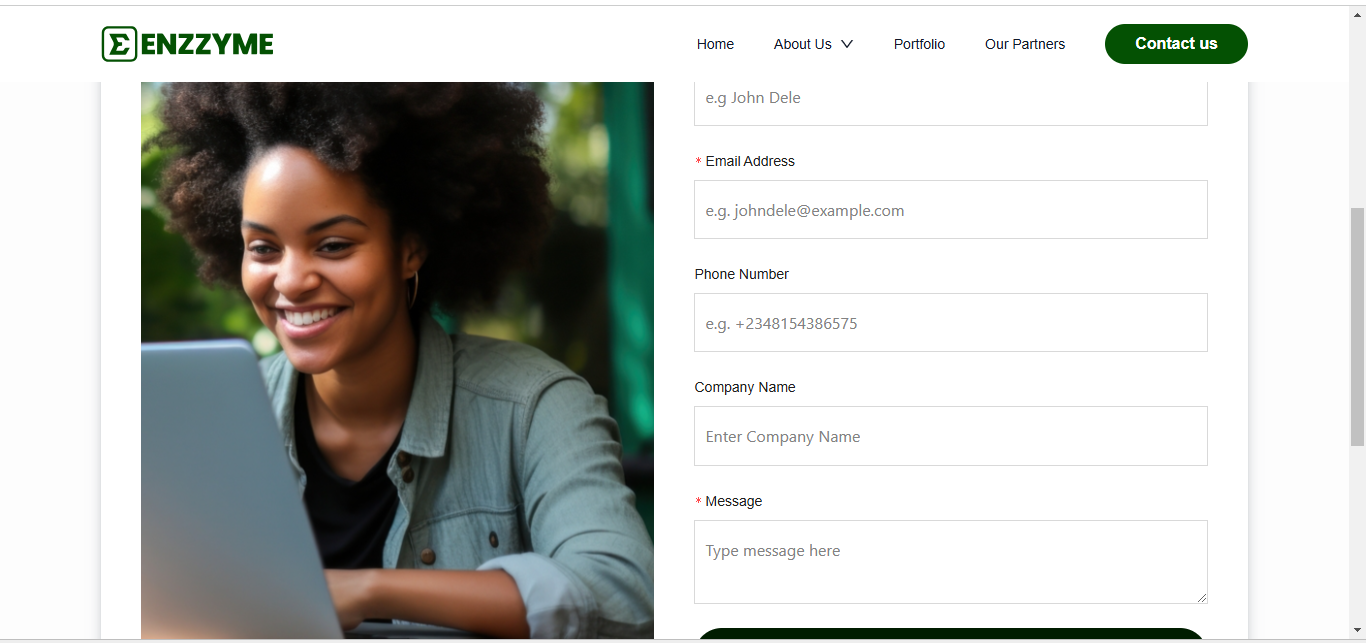 Σ ENZZYME
Home
About Us
Portfolio
Our Partners
Contact us
e.g John Dele
* Email Address
e.g. johndele@example.com
Phone Number
e.g. +2348154386575
Company Name
Enter Company Name
* Message
Type message here